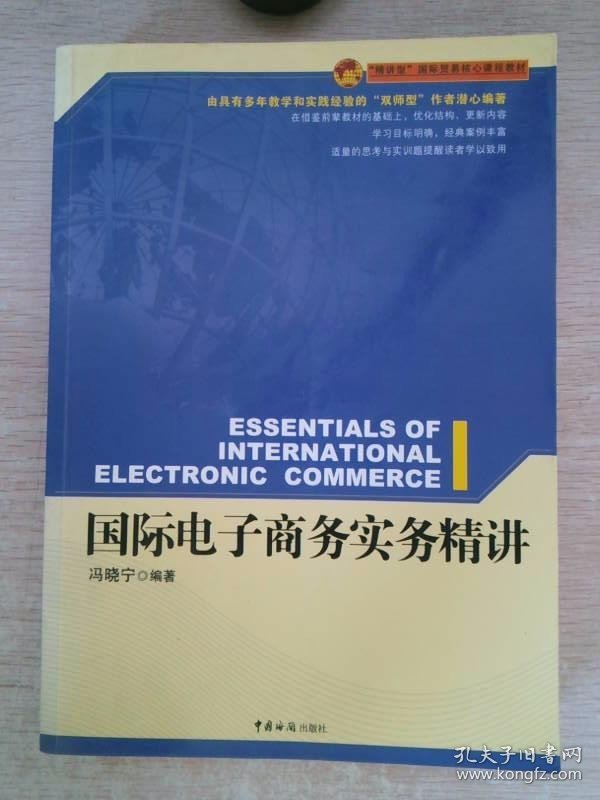 "精讲型"国际贸易核心课程教材
由具有多年教学和实践经验的"双师型"作者潜心编著
在借鉴前辈教材的基础上，优化结构、更新内容
学习目标明确，经典案例丰富
适量的思考与实训题提醒读者学以致用
ESSENTIALS OF
INTERNATIONAL
ELECTRONIC COMMERCE
国际电子商务实务精讲
冯晓宁◎编著
中国海关出版社
孔夫子旧书网
www.kongfz.com